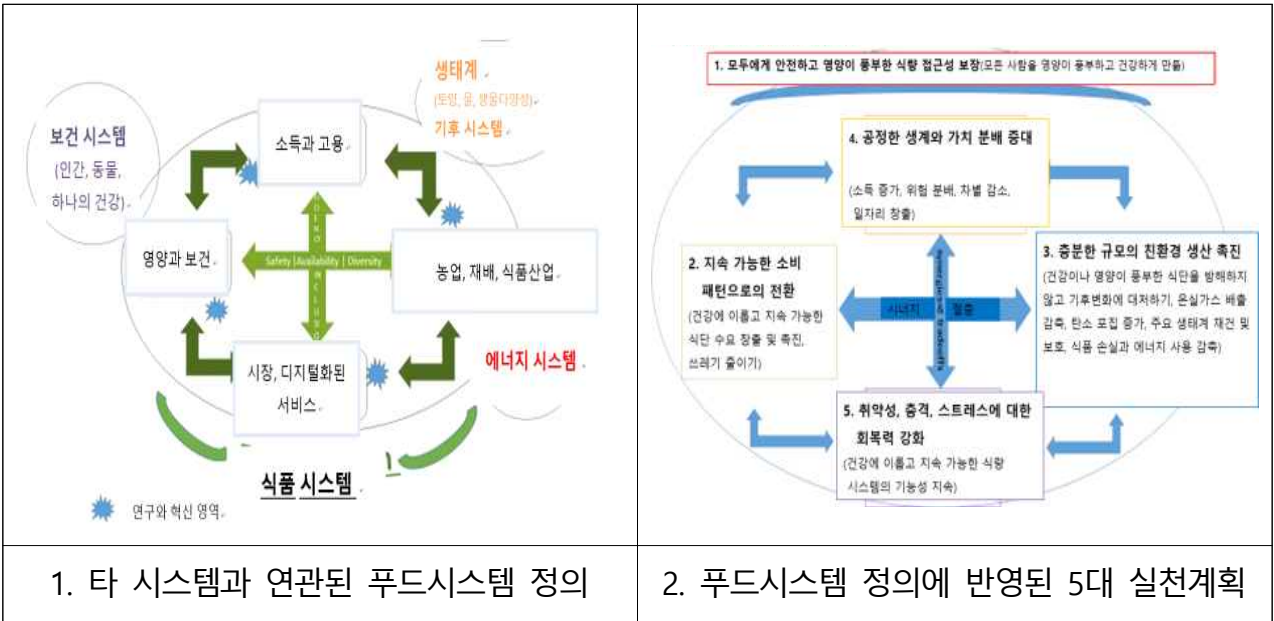 생태계
(토양, 물, 생물다양성)
기후 시스템
보건 시스템
(인간, 동물,
하나의 건강)
소득과 고용
영양과 보건
Safety | Availability | Diversity
농업, 재배, 식품산업
시장, 디지털화된
서비스
에너지 시스템
식품 시스템
연구와 혁신 영역
1. 타 시스템과 연관된 푸드시스템 정의
1. 모두에게 안전하고 영양이 풍부한 식량 접근성 보장(모든 사람을 영양이 풍부하고 건강하게 만듦)
4. 공정한 생계와 가치 분배 증대
(소득 증가, 위험 분배, 차별 감소,
일자리 창출)
2. 지속 가능한 소비
패턴으로의 전환
(건강에 이롭고 지속 가능한
식단 수요 창출 및 촉진,
쓰레기 줄이기)
시너지
절충
3. 충분한 규모의 친환경 생산 촉진
(건강이나 영양이 풍부한 식단을 방해하지
않고 기후변화에 대처하기, 온실가스 배출
감축, 탄소 포집 증가, 주요 생태계 재건 및
보호, 식품 손실과 에너지 사용 감축)
5. 취약성, 충격, 스트레스에 대한
회복력 강화
(건강에 이롭고 지속 가능한 식량
시스템의 기능성 지속)
2. 푸드시스템 정의에 반영된 5대 실천계획